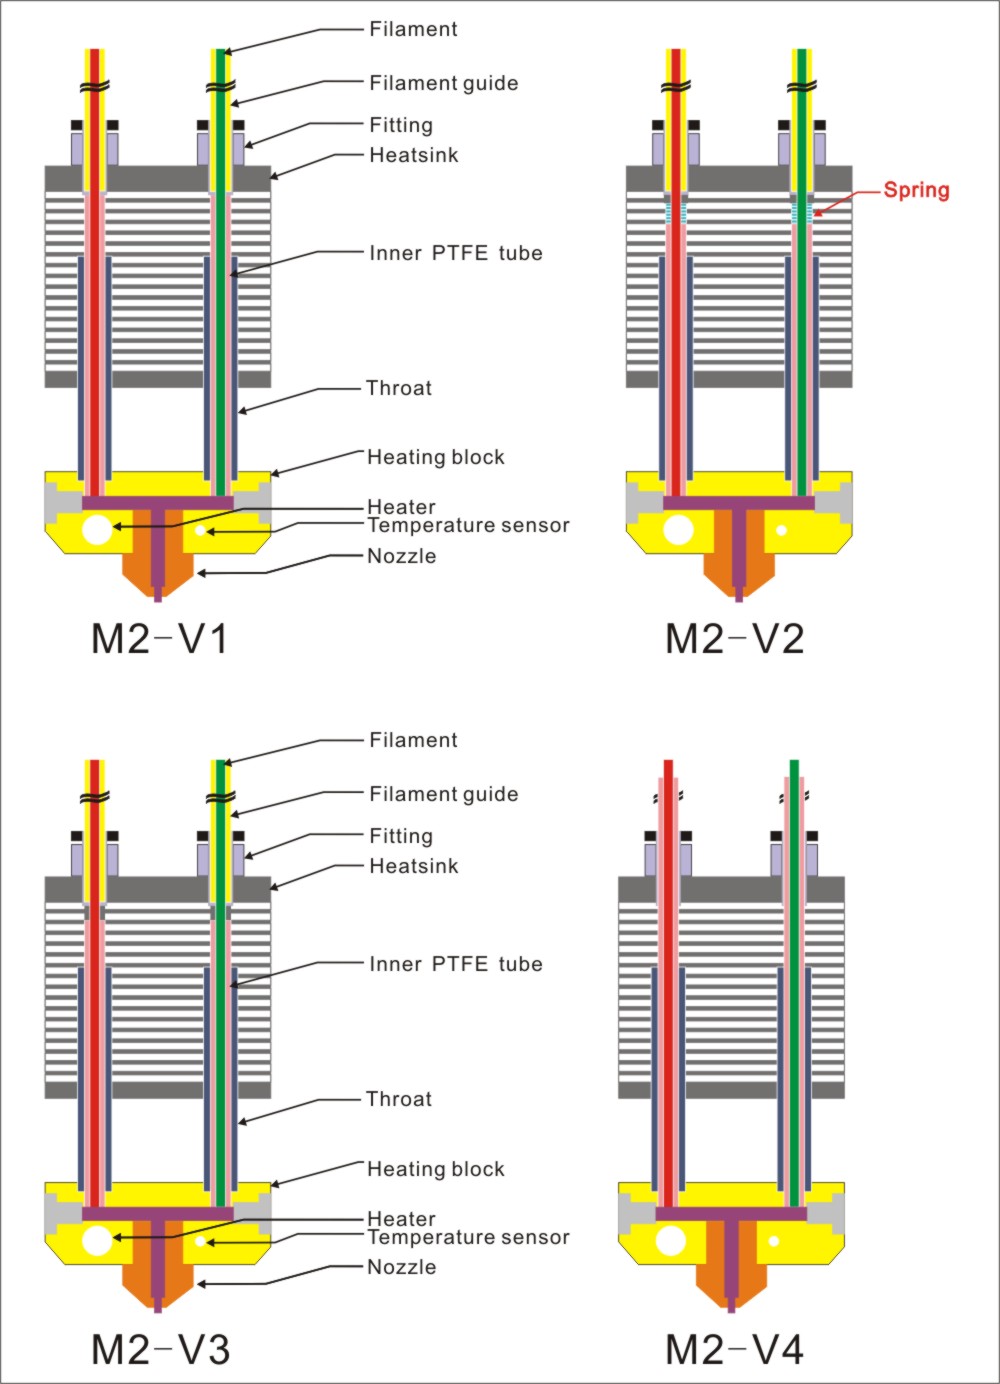 Filament
Filament guide
Fitting
Heatsink
Spring
Inner PTFE tube
Throat
Heating block
Heater
Temperature sensor
Nozzle
M2-V1
M2-V2
Filament
Filament guide
Fitting
Heatsink
Inner PTFE tube
Throat
Heating block
Heater
Temperature sensor
Nozzle
M2-V3
M2-V4